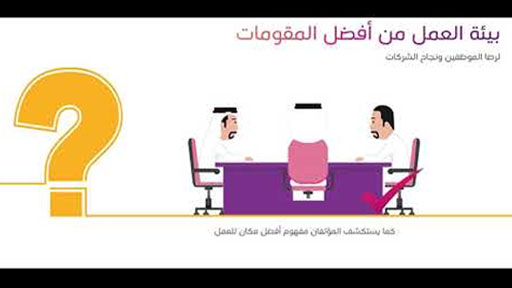 بيئة العمل من أفضل المقومات
لرضا الموظفين ونجاح الشركات
?
كما يستكشف المؤلفان مفهوم أفضل مكان للعمل